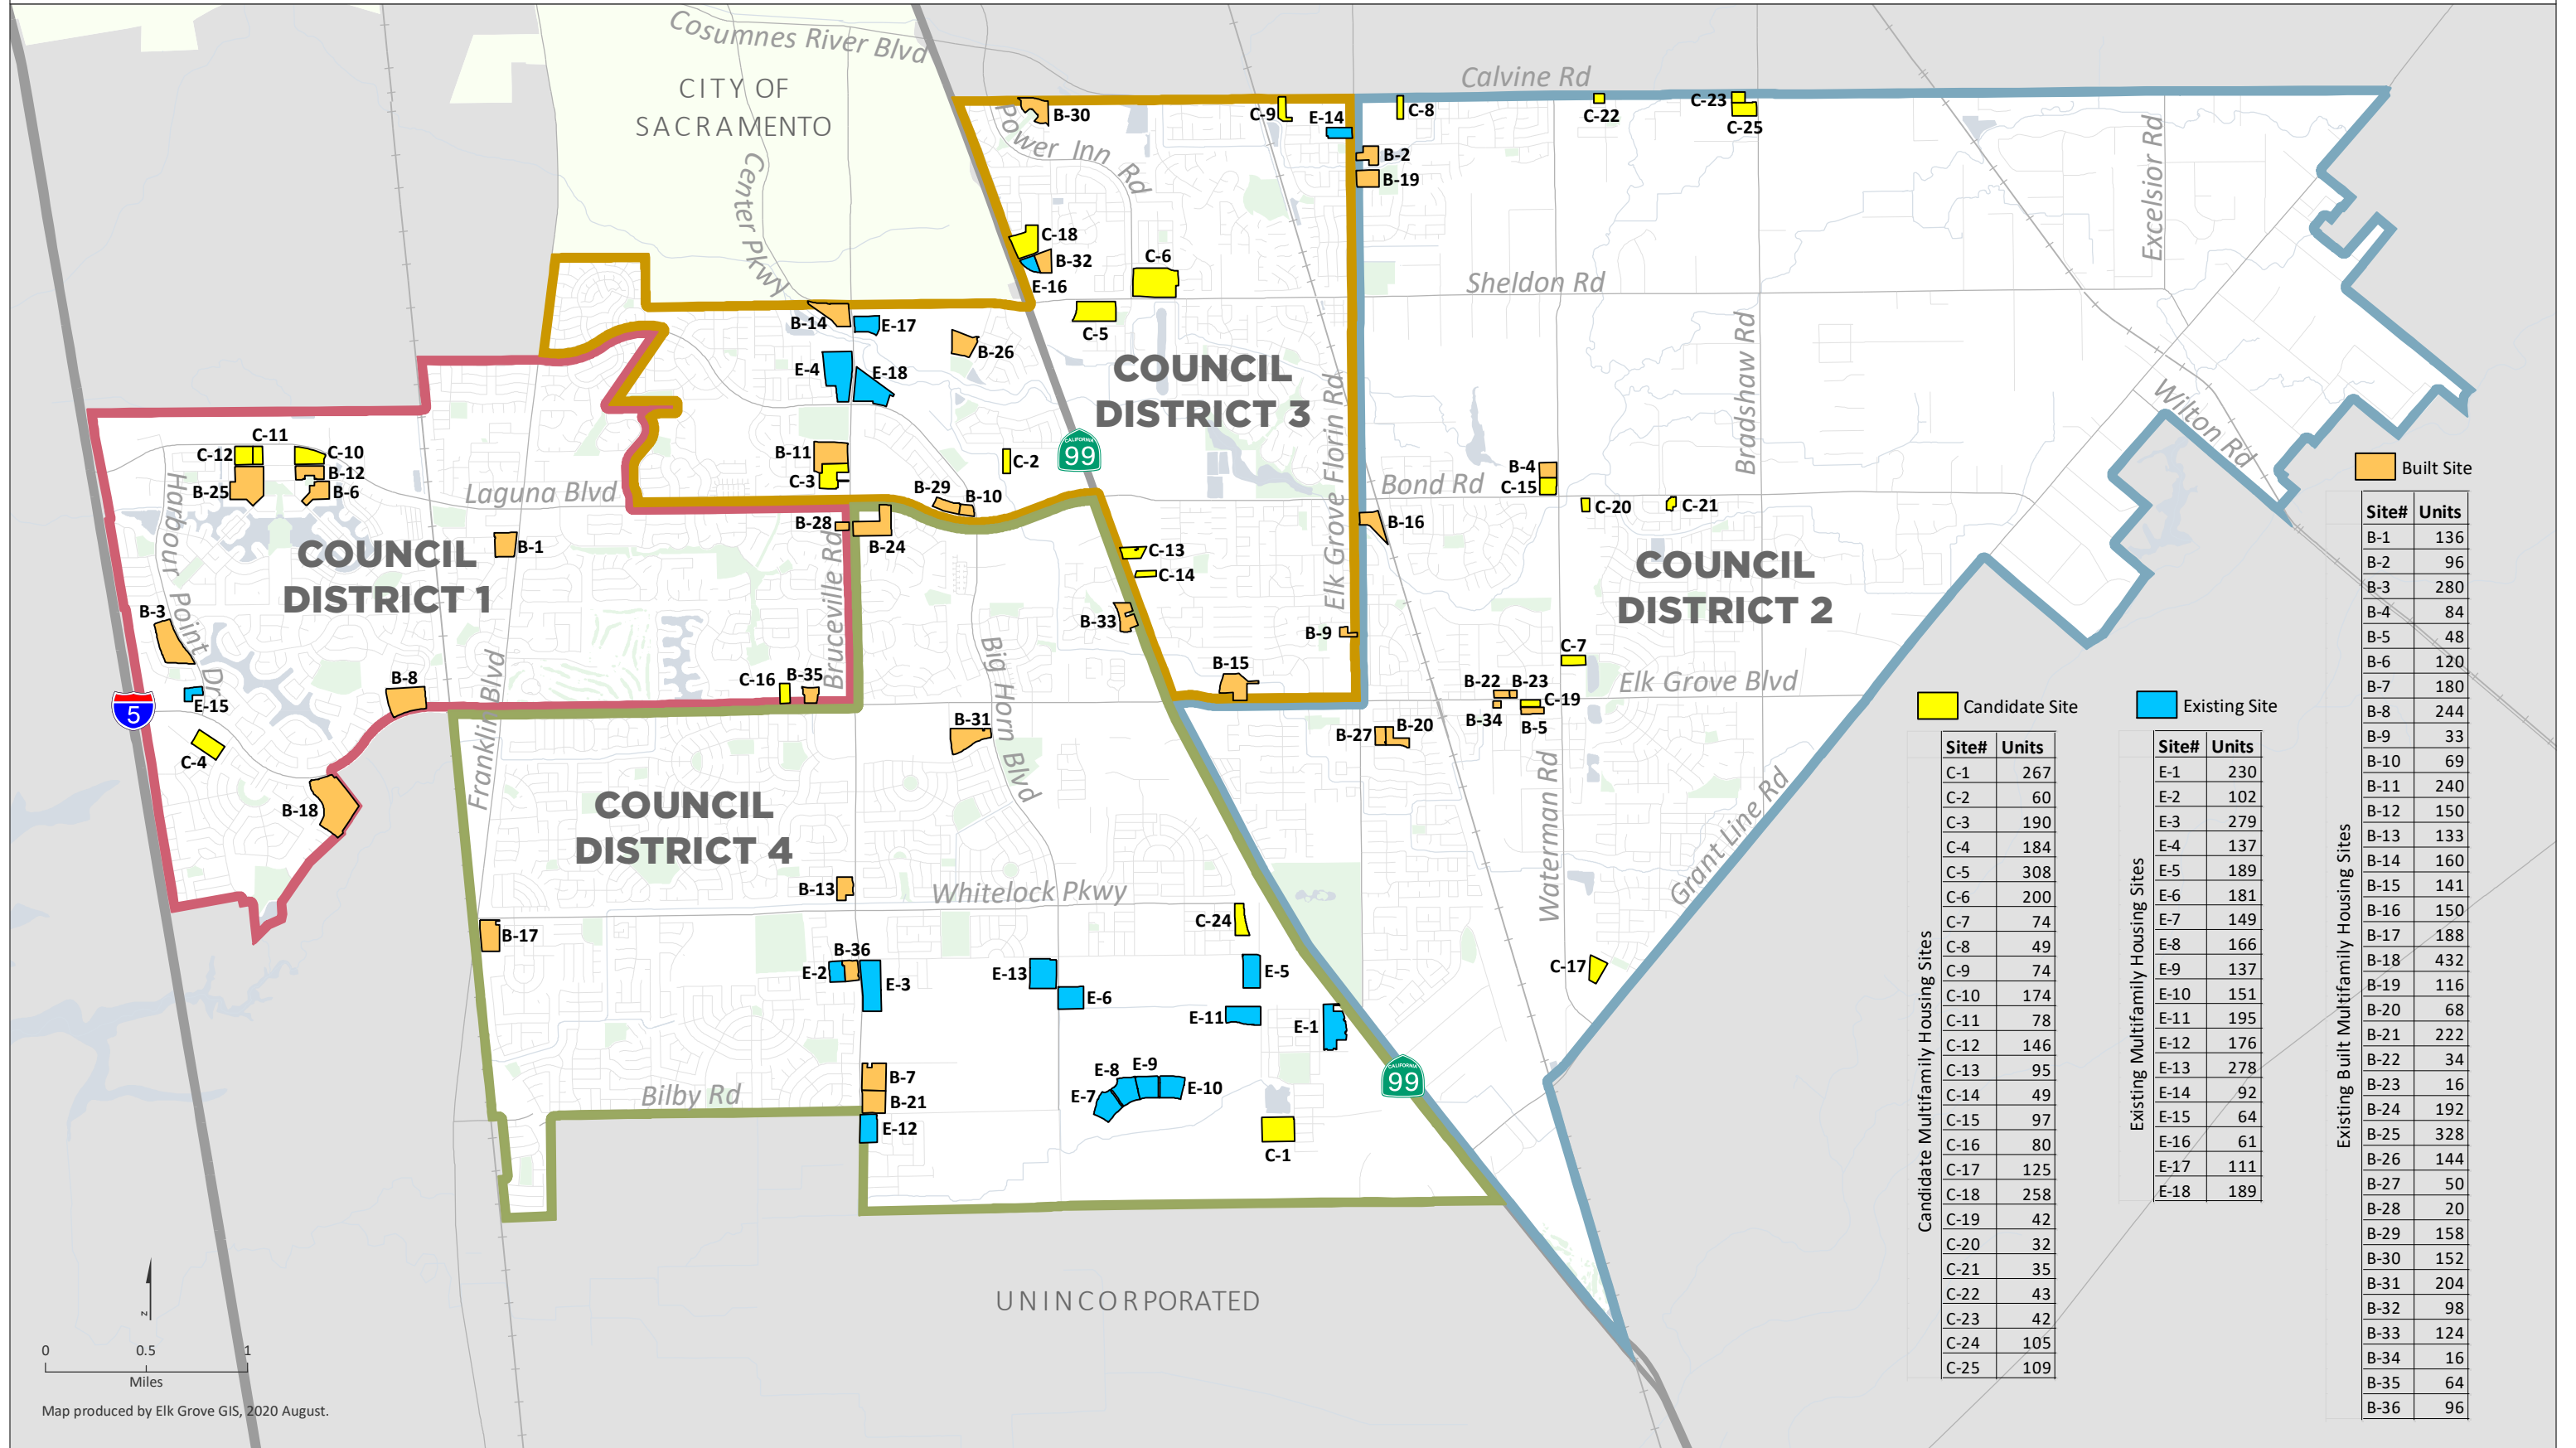 Cosumnes River Blvd
CITY OF
SACRAMENTO
Calvine Rd
Power Inn Rd
Center Pkwy
Sheldon Rd
Excelsior Rd
Bradshaw Rd
Wilton Rd
Elk Grove Florin Rd
Bond Rd
Laguna Blvd
Harbour Point Dr
Franklin Blvd
Bruceville Rd
Big Horn Blvd
Elk Grove Blvd
Waterman Rd
Grant Line Rd
Whitelock Pkwy
Bilby Rd
COUNCIL
DISTRICT 3
COUNCIL
DISTRICT 1
COUNCIL
DISTRICT 2
COUNCIL
DISTRICT 4
CALIFORNIA
99
CALIFORNIA
99
5
UNINCORPORATED
B-30
C-9
E-14
C-8
C-22
C-23
C-25
B-2
B-19
C-18
B-32
E-16
C-6
C-5
B-14
E-17
B-26
E-4
E-18
C-11
C-12
C-10
B-12
B-25
B-6
B-11
C-3
C-2
B-29
B-10
B-4
C-15
C-20
C-21
B-16
B-28
B-24
B-1
C-13
C-14
B-33
B-9
B-3
C-7
B-15
C-16
B-35
B-8
E-15
B-22
B-23
C-19
B-34
B-5
B-27
B-20
B-31
C-4
B-18
B-13
C-24
B-17
B-36
E-2
E-3
E-13
E-6
E-5
C-17
E-11
E-1
B-7
B-21
E-12
E-8
E-9
E-7
E-10
C-1
Candidate Site
Candidate Multifamily Housing Sites
Site# Units
C-1 267
C-2 60
C-3 190
C-4 184
C-5 308
C-6 200
C-7 74
C-8 49
C-9 74
C-10 174
C-11 78
C-12 146
C-13 95
C-14 49
C-15 97
C-16 80
C-17 125
C-18 258
C-19 42
C-20 32
C-21 35
C-22 43
C-23 42
C-24 105
C-25 109
Existing Site
Existing Multifamily Housing Sites
Site# Units
E-1 230
E-2 102
E-3 279
E-4 137
E-5 189
E-6 181
E-7 149
E-8 166
E-9 137
E-10 151
E-11 195
E-12 176
E-13 278
E-14 92
E-15 64
E-16 61
E-17 111
E-18 189
Built Site
Existing Built Multifamily Housing Sites
Site# Units
B-1 136
B-2 96
B-3 280
B-4 84
B-5 48
B-6 120
B-7 180
B-8 244
B-9 33
B-10 69
B-11 240
B-12 150
B-13 133
B-14 160
B-15 141
B-16 150
B-17 188
B-18 432
B-19 116
B-20 68
B-21 222
B-22 34
B-23 16
B-24 192
B-25 328
B-26 144
B-27 50
B-28 20
B-29 158
B-30 152
B-31 204
B-32 98
B-33 124
B-34 16
B-35 64
B-36 96
N
0 0.5 1
Miles
Map produced by Elk Grove GIS, 2020 August.